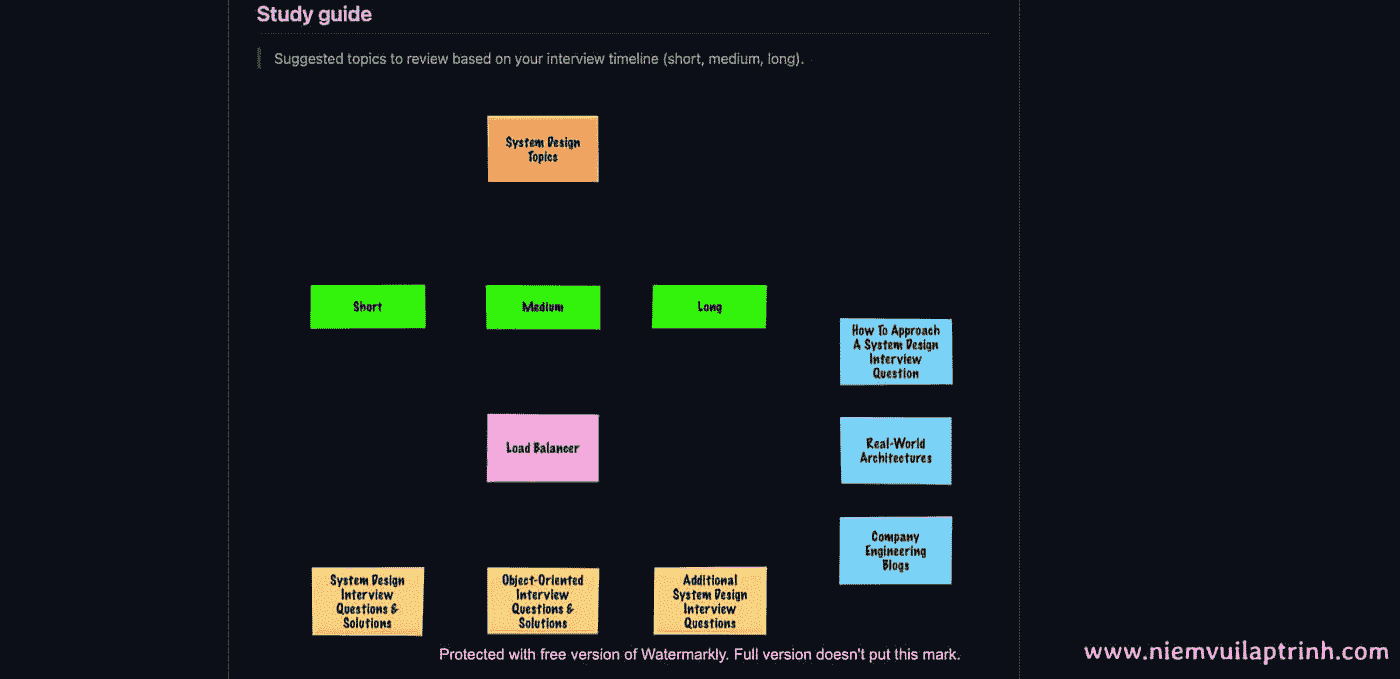 Study guide
Suggested topics to review based on your interview timeline (short, medium, long).
System Design
Topics
Short
Medium
Long
How To Approach
A System Design
Interview
Question
Load Balancer
Real-World
Architectures
Company
Engineering
Blogs
System Design
Interview
Questions &
Solutions
Object-Oriented
Interview
Questions &
Solutions
Additional
System Design
Interview
Questions
Protected with free version of Watermarkly. Full version doesn't put this mark.
www.niemvuilaptrinh.com